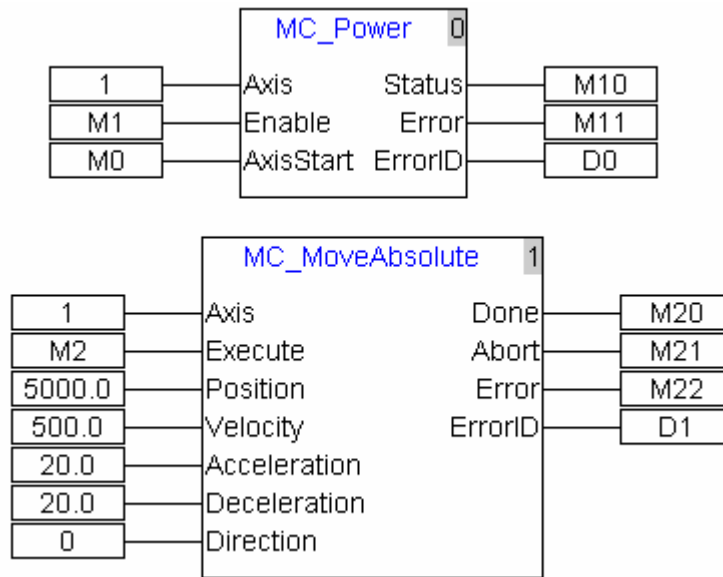 MC_Power 0
1 Axis Status M10
M1 Enable Error M11
M0 AxisStart ErrorID D0
MC_MoveAbsolute 1
1 Axis Done M20
M2 Execute Abort M21
5000.0 Position Error M22
500.0 Velocity ErrorID D1
20.0 Acceleration
20.0 Deceleration
0 Direction